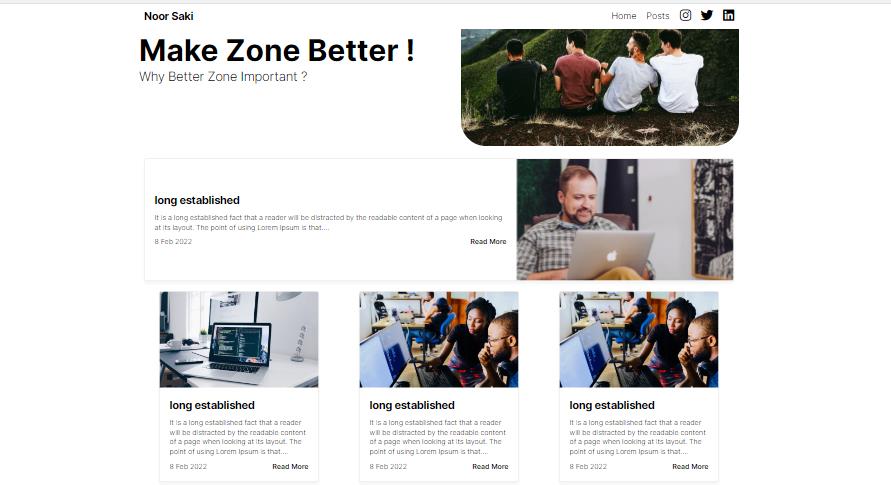 Noor Saki
Home Posts
Make Zone Better !
Why Better Zone Important ?
long established
It is a long established fact that a reader will be distracted by the readable content of a page when looking
at its layout. The point of using Lorem Ipsum is that....
8 Feb 2022 Read More
long established
It is a long established fact that a reader
will be distracted by the readable content
of a page when looking at its layout. The
point of using Lorem Ipsum is that....
8 Feb 2022 Read More
long established
It is a long established fact that a reader
will be distracted by the readable content
of a page when looking at its layout. The
point of using Lorem Ipsum is that....
8 Feb 2022 Read More
long established
It is a long established fact that a reader
will be distracted by the readable content
of a page when looking at its layout. The
point of using Lorem Ipsum is that....
8 Feb 2022 Read More